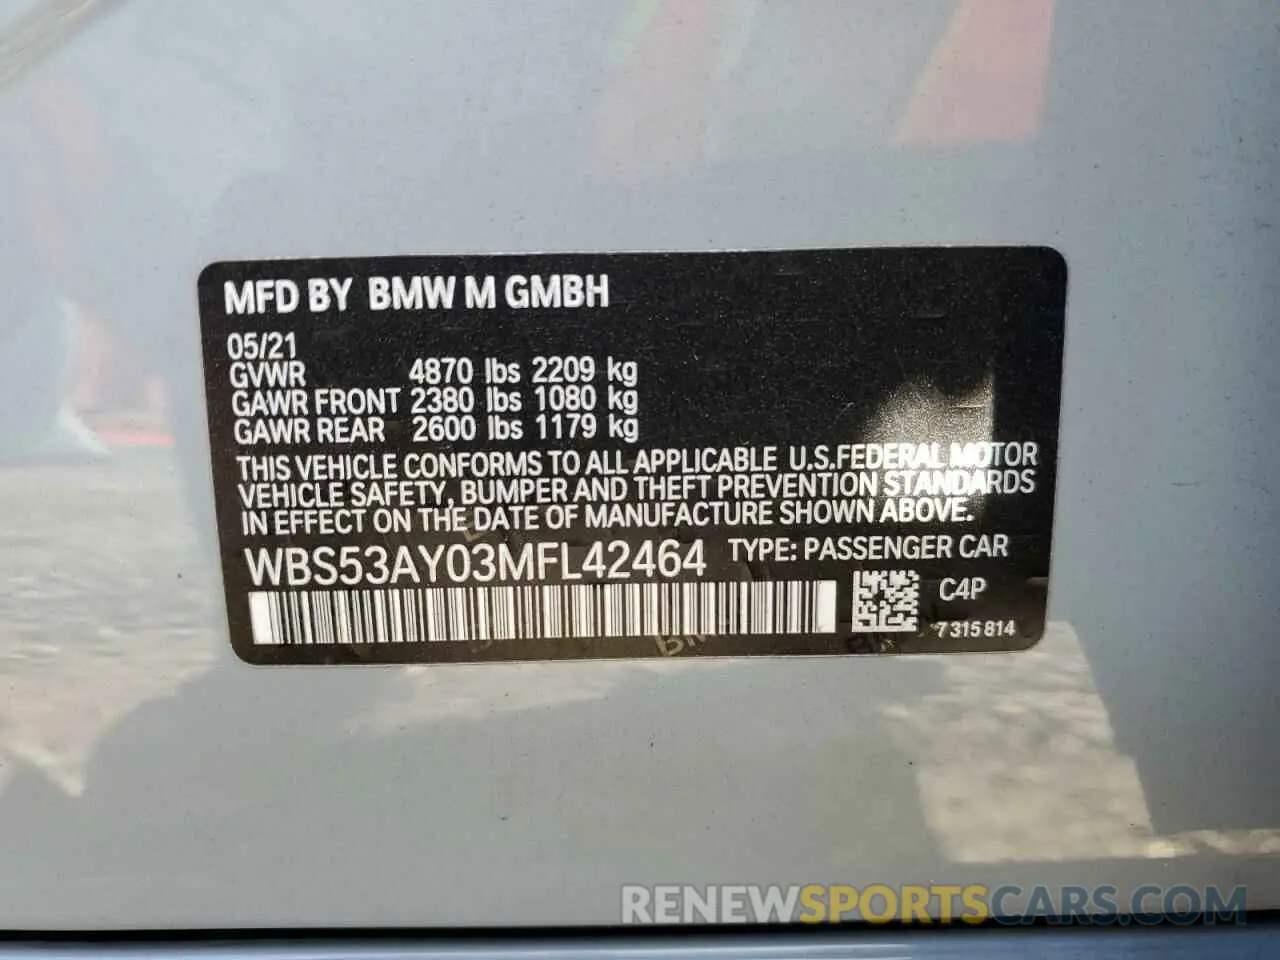 MFD BY BMW M GMBH
05/21
GVWR 4870 lbs 2209 kg
GAWR FRONT 2380 lbs 1080 kg
GAWR REAR 2600 lbs 1179 kg
THIS VEHICLE CONFORMS TO ALL APPLICABLE U.S.FEDERAL MOTOR
VEHICLE SAFETY, BUMPER AND THEFT PREVENTION STANDARDS
IN EFFECT ON THE DATE OF MANUFACTURE SHOWN ABOVE.
WBS53AY03MFL42464 TYPE: PASSENGER CAR
C4P
7 315 814
RENEWSPORTSCARS.COM